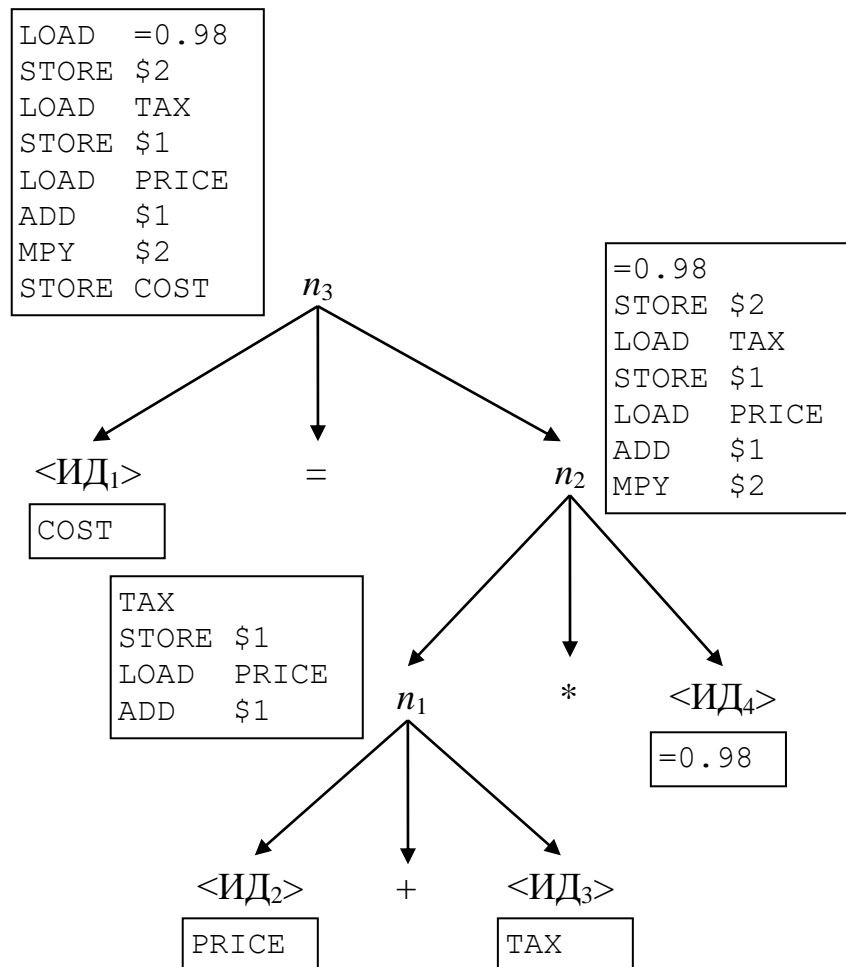 LOAD =0.98
STORE $2
LOAD TAX
STORE $1
LOAD PRICE
ADD $1
MPY $2
STORE COST
n3
=0.98
STORE $2
LOAD TAX
STORE $1
LOAD PRICE
ADD $1
MPY $2
<ИД1> = n2
COST
TAX
STORE $1
LOAD PRICE
ADD $1
n1 * <ИД4>
=0.98
<ИД2> + <ИД3>
PRICE TAX